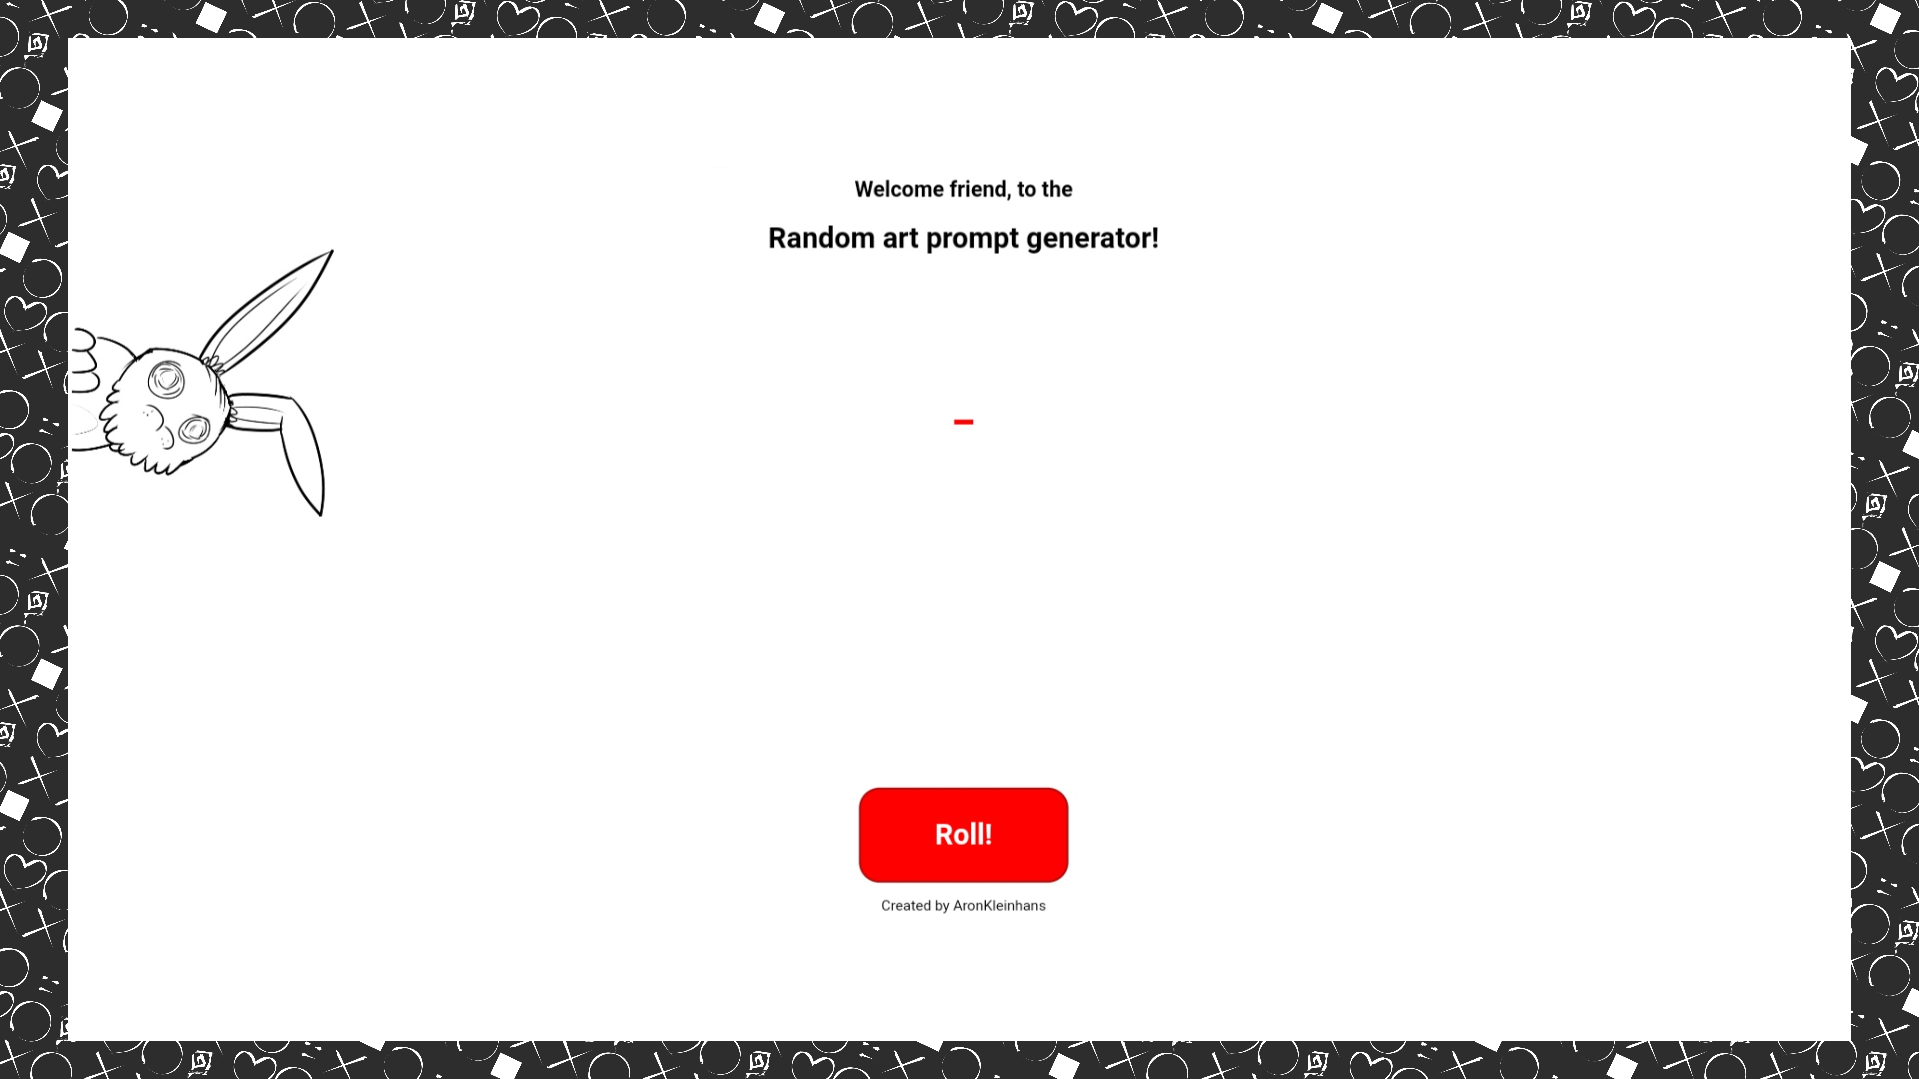 Welcome friend, to the
Random art prompt generator!
–
Roll!
Created by AronKleinhans